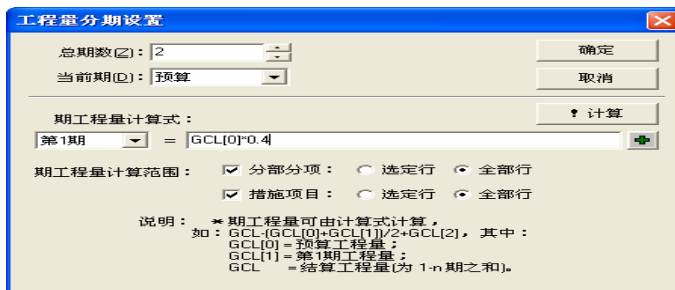 工程量分期设置
总期数(Z)：2
确定
当前期(D)：预算
取消
期工程量计算式：
! 计算
第1期 = GCL[0]*0.4
期工程量计算范围： 分部分项： 选定行 全部行
措施项目： 选定行 全部行
说明： *期工程量可由计算式计算，
如：GCL-(GCL[0]+GCL[1])/2+GCL[2]，其中：
GCL[0]=预算工程量；
GCL[1]=第1期工程量；
GCL =结算工程量(为1-n期之和)。